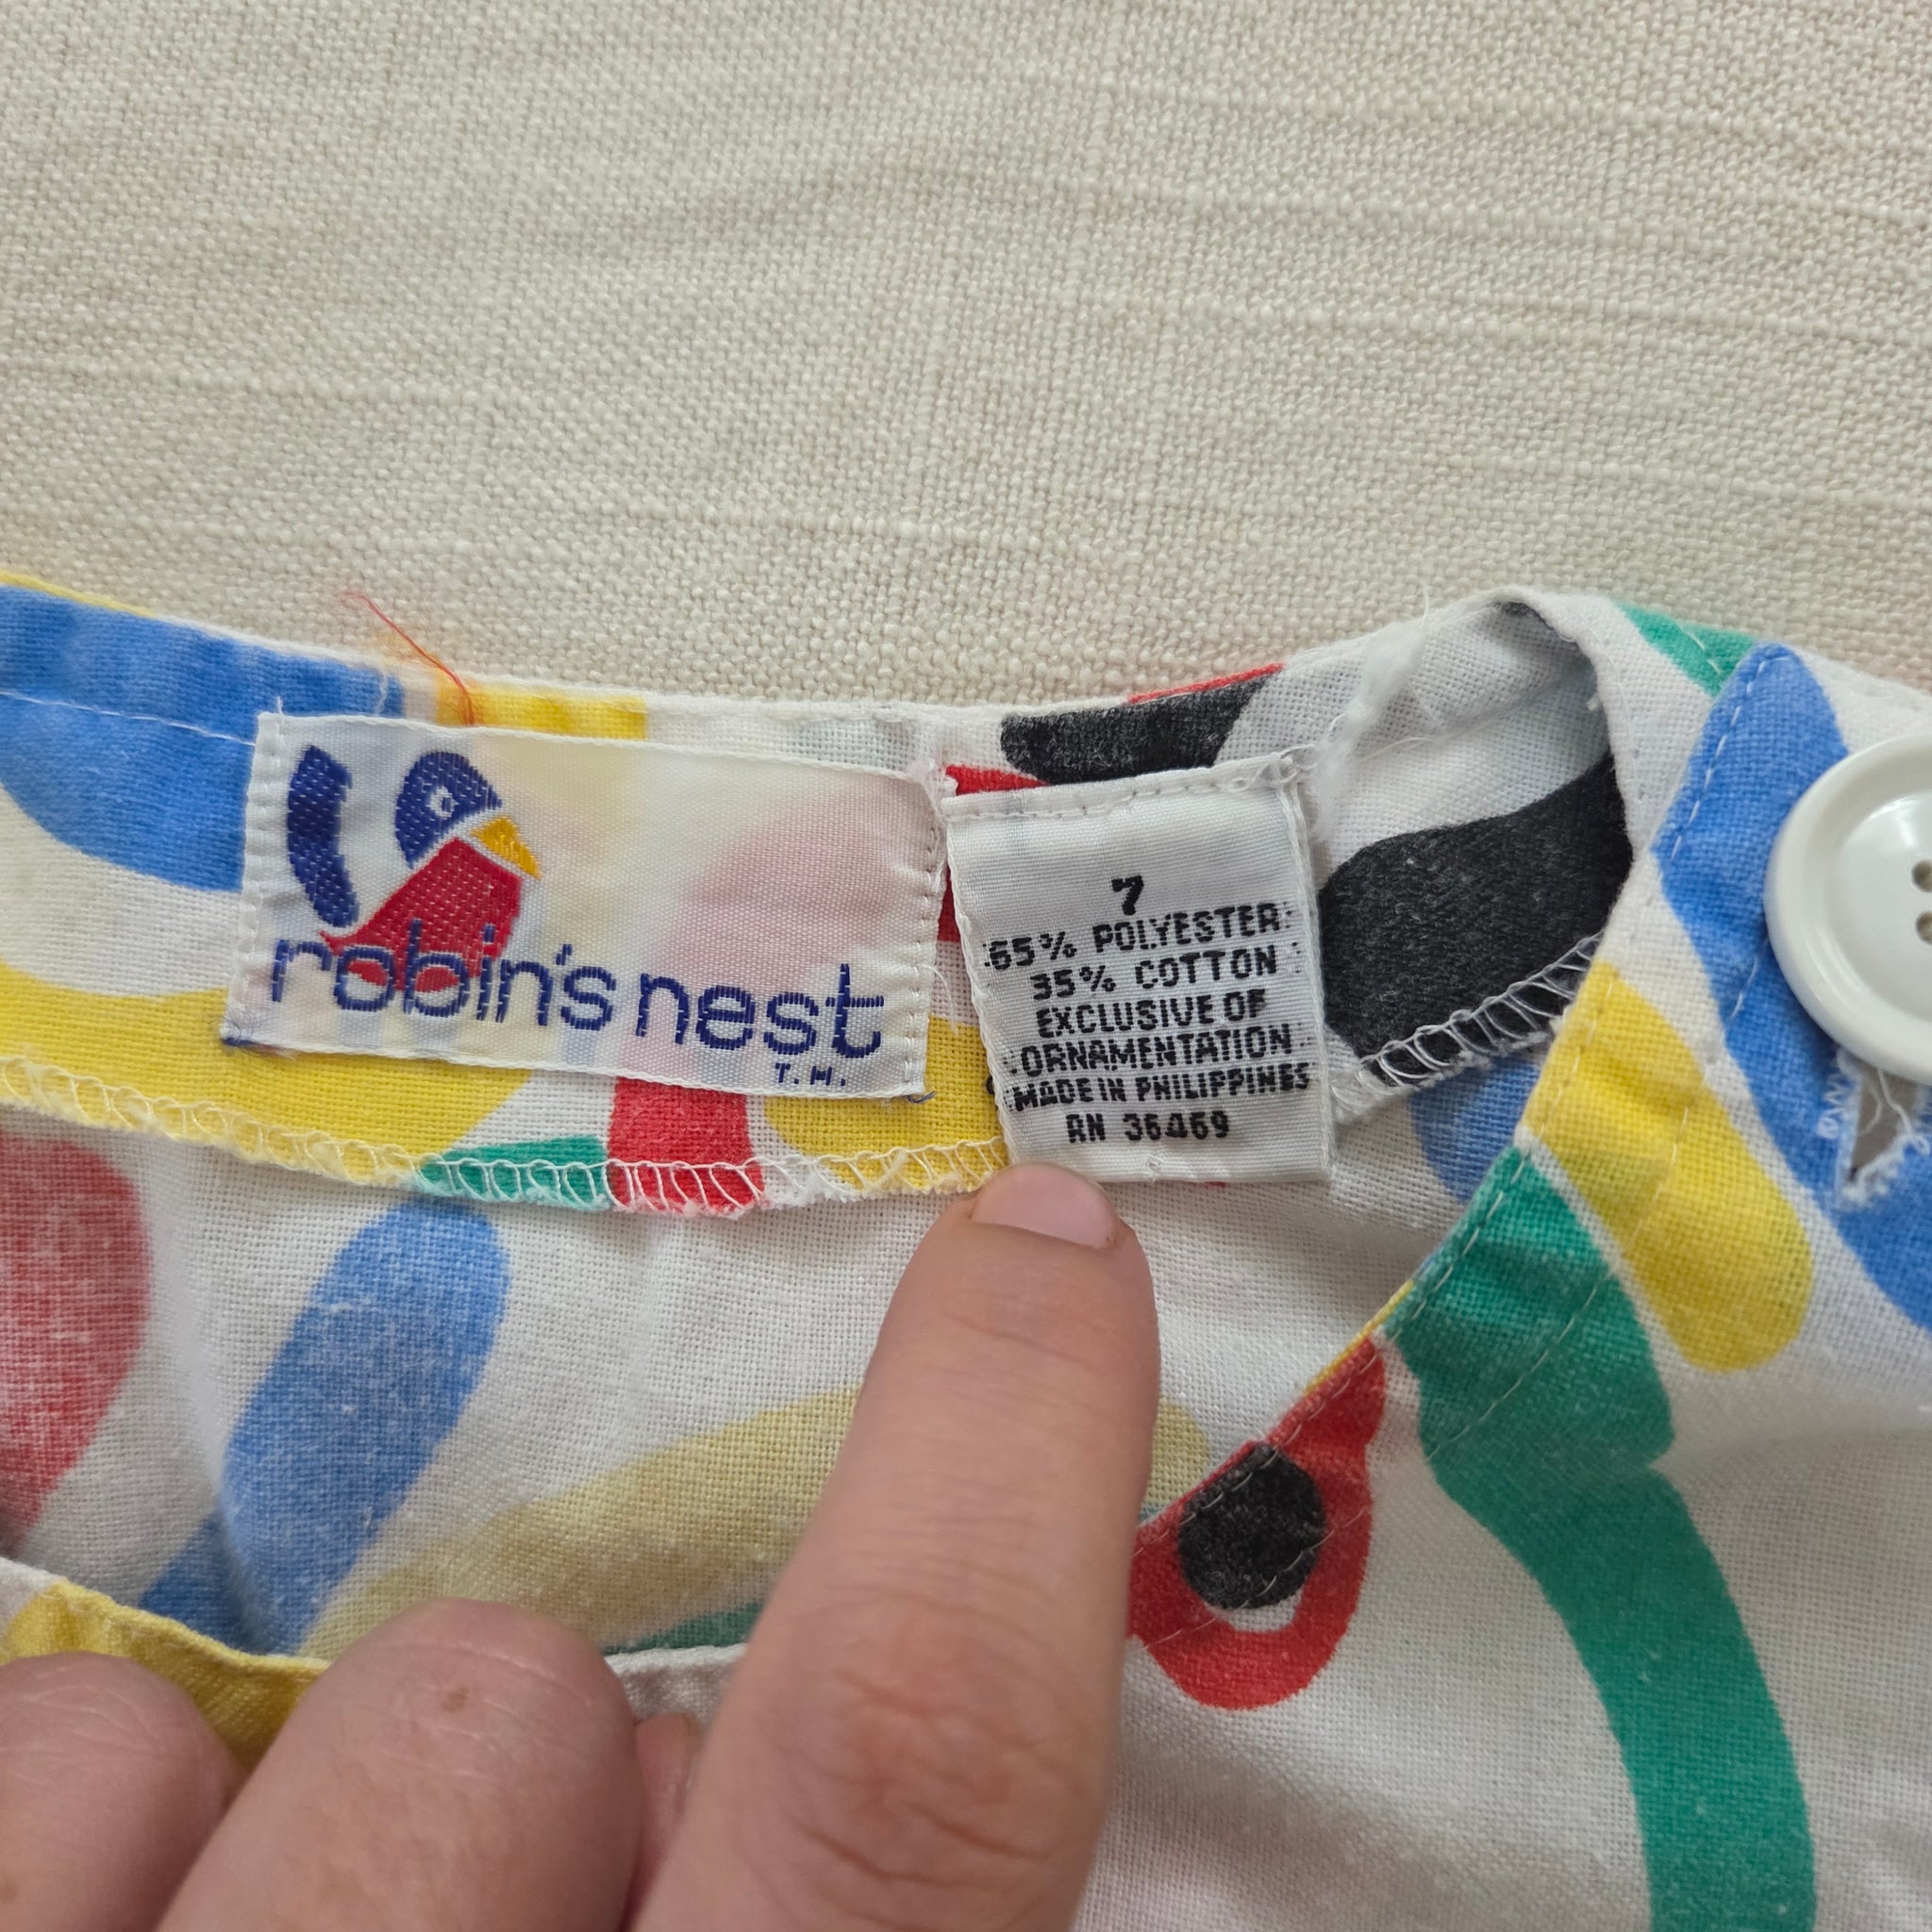 robin's nest
T.M.
7
65% POLYESTER
35% COTTON
EXCLUSIVE OF
ORNAMENTATION
MADE IN PHILIPPINES
RN 36469